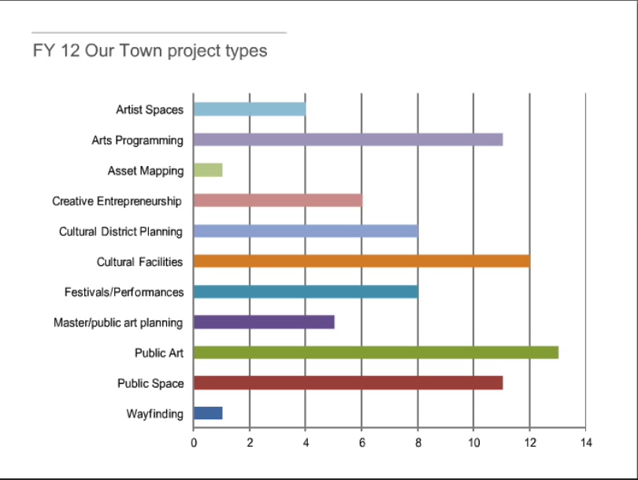 FY 12 Our Town project types
Artist Spaces
Arts Programming
Asset Mapping
Creative Entrepreneurship
Cultural District Planning
Cultural Facilities
Festivals/Performances
Master/public art planning
Public Art
Public Space
Wayfinding
0 2 4 6 8 10 12 14